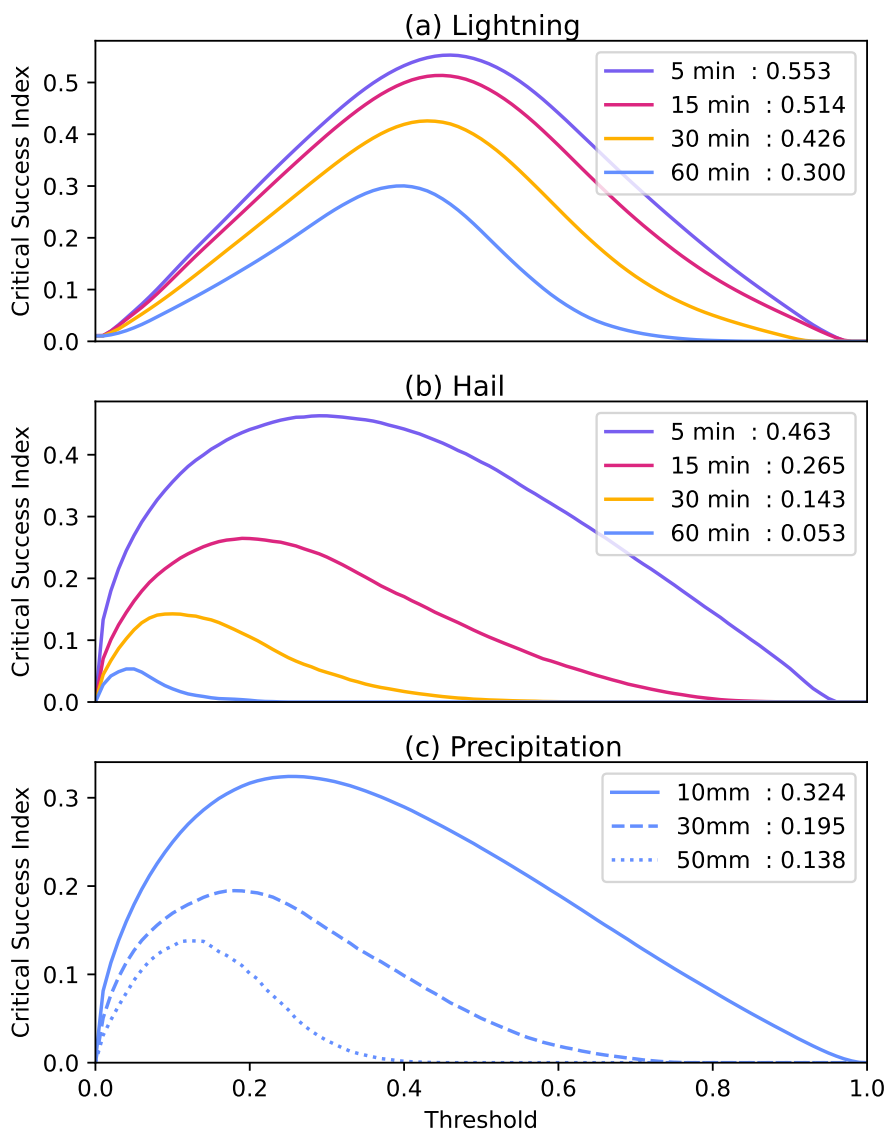 (a) Lightning
Critical Success Index
0.5
0.4
0.3
0.2
0.1
0.0
5 min : 0.553
15 min : 0.514
30 min : 0.426
60 min : 0.300
(b) Hail
Critical Success Index
0.4
0.3
0.2
0.1
0.0
5 min : 0.463
15 min : 0.265
30 min : 0.143
60 min : 0.053
(c) Precipitation
Critical Success Index
0.3
0.2
0.1
0.0
10mm : 0.324
30mm : 0.195
50mm : 0.138
0.0 0.2 0.4 0.6 0.8 1.0
Threshold